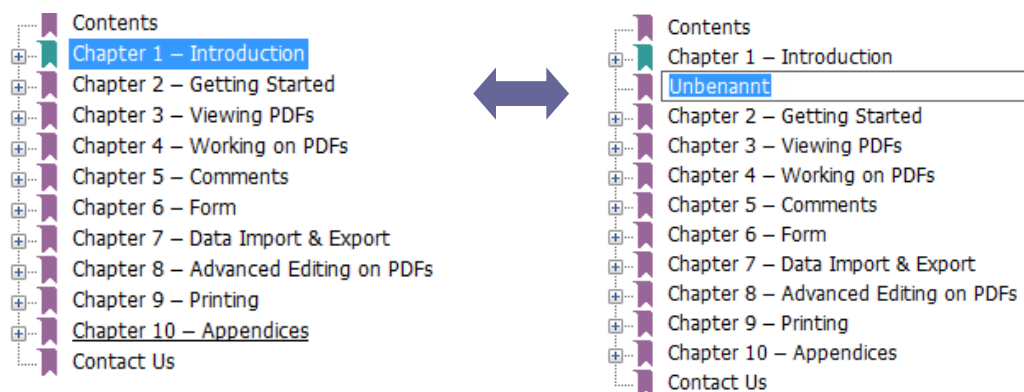 Contents
Chapter 1 – Introduction
Chapter 2 – Getting Started
Chapter 3 – Viewing PDFs
Chapter 4 – Working on PDFs
Chapter 5 – Comments
Chapter 6 – Form
Chapter 7 – Data Import & Export
Chapter 8 – Advanced Editing on PDFs
Chapter 9 – Printing
Chapter 10 – Appendices
Contact Us
Contents
Chapter 1 – Introduction
Unbenannt
Chapter 2 – Getting Started
Chapter 3 – Viewing PDFs
Chapter 4 – Working on PDFs
Chapter 5 – Comments
Chapter 6 – Form
Chapter 7 – Data Import & Export
Chapter 8 – Advanced Editing on PDFs
Chapter 9 – Printing
Chapter 10 – Appendices
Contact Us